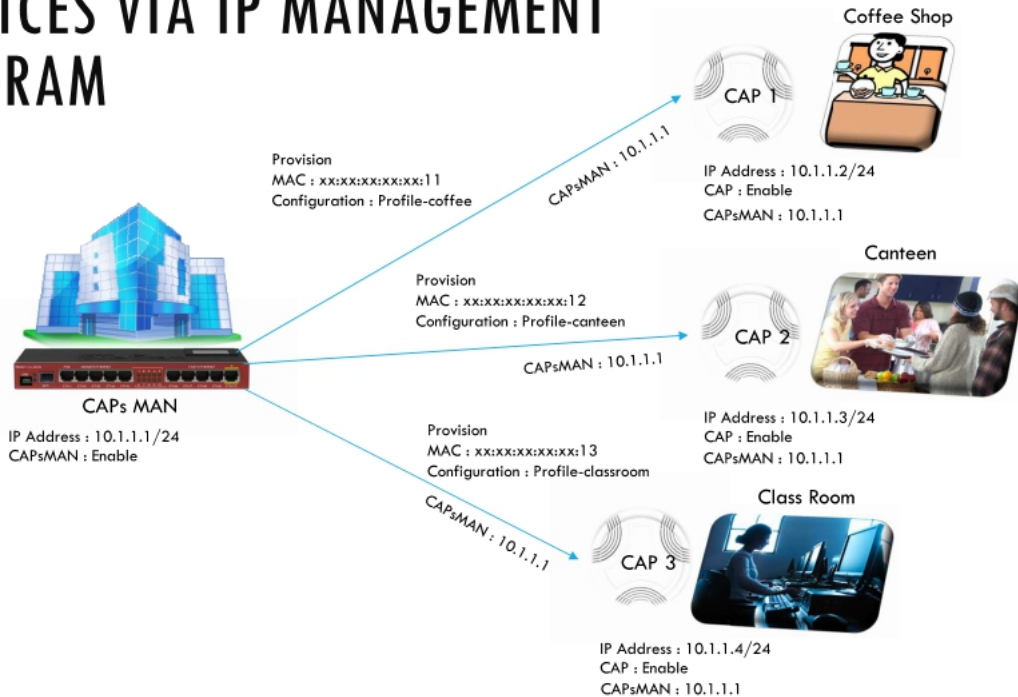 ICES VIA IP MANAGEMENT
RAM
Coffee Shop
CAP 1
Provision
MAC : xx:xx:xx:xx:xx:11
Configuration : Profile-coffee
CAPsMAN : 10.1.1.1
IP Address : 10.1.1.2/24
CAP : Enable
CAPsMAN : 10.1.1.1
Canteen
Provision
MAC : xx:xx:xx:xx:xx:12
Configuration : Profile-canteen
CAP 2
CAPsMAN : 10.1.1.1
CAPs MAN
IP Address : 10.1.1.1/24
CAPsMAN : Enable
IP Address : 10.1.1.3/24
CAP : Enable
CAPsMAN : 10.1.1.1
Provision
MAC : xx:xx:xx:xx:xx:13
Configuration : Profile-classroom
CAPsMAN : 10.1.1.1
Class Room
CAP 3
IP Address : 10.1.1.4/24
CAP : Enable
CAPsMAN : 10.1.1.1